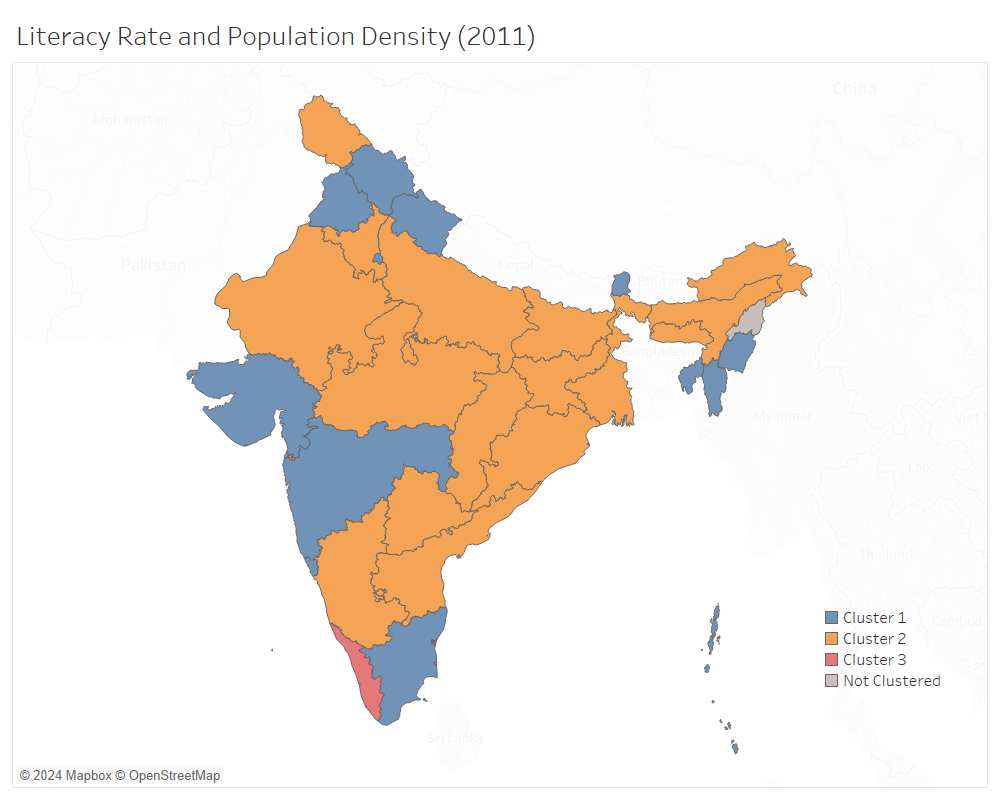 Literacy Rate and Population Density (2011)
China
Afghanistan
Pakistan
Nepal
Bhutan
Bangladesh
Myanmar
Laos
Thailand
Cluster 1
Cluster 2
Cluster 3
Not Clustered
Sri Lanka
© 2024 Mapbox © OpenStreetMap